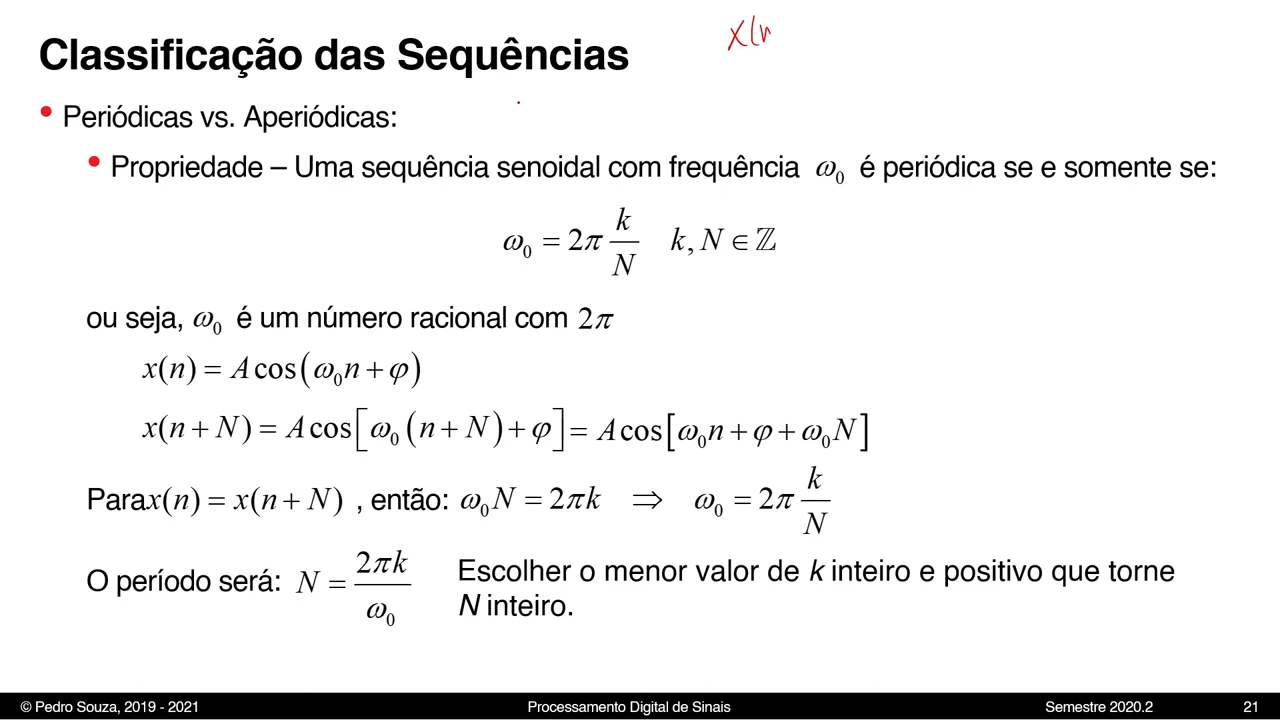 Classificação das Sequências
x(n
• Periódicas vs. Aperiódicas:
• Propriedade – Uma sequência senoidal com frequência ω₀ é periódica se e somente se:
ω₀ = 2π k/N k, N ∈ ℤ
ou seja, ω₀ é um número racional com 2π
x(n) = A cos(ω₀n + φ)
x(n + N) = A cos[ω₀(n + N) + φ] = A cos[ω₀n + φ + ω₀N]
Para x(n) = x(n + N) , então: ω₀N = 2πk ⇒ ω₀ = 2π k/N
O período será: N = 2πk/ω₀ Escolher o menor valor de k inteiro e positivo que torne
N inteiro.
© Pedro Souza, 2019 - 2021 Processamento Digital de Sinais Semestre 2020.2 21